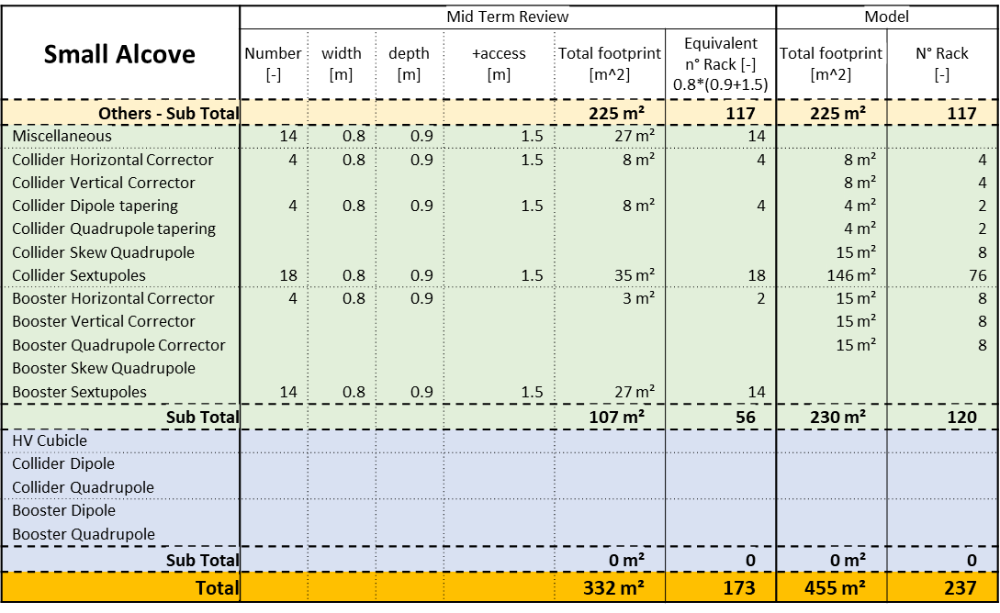 Small Alcove Mid Term Review Model
Number [-] width [m] depth [m] +access [m] Total footprint [m^2] Equivalent n° Rack [-] 0.8*(0.9+1.5) Total footprint [m^2] N° Rack [-]
Others - Sub Total 225 m² 117 225 m² 117
Miscellaneous 14 0.8 0.9 1.5 27 m² 14
Collider Horizontal Corrector 4 0.8 0.9 1.5 8 m² 4 8 m² 4
Collider Vertical Corrector 8 m² 4
Collider Dipole tapering 4 0.8 0.9 1.5 8 m² 4 4 m² 2
Collider Quadrupole tapering 4 m² 2
Collider Skew Quadrupole 15 m² 8
Collider Sextupoles 18 0.8 0.9 1.5 35 m² 18 146 m² 76
Booster Horizontal Corrector 4 0.8 0.9 3 m² 2 15 m² 8
Booster Vertical Corrector 15 m² 8
Booster Quadrupole Corrector 15 m² 8
Booster Skew Quadrupole
Booster Sextupoles 14 0.8 0.9 1.5 27 m² 14
Sub Total 107 m² 56 230 m² 120
HV Cubicle
Collider Dipole
Collider Quadrupole
Booster Dipole
Booster Quadrupole
Sub Total 0 m² 0 0 m² 0
Total 332 m² 173 455 m² 237